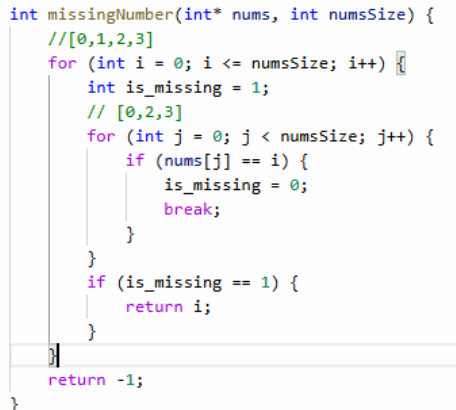 int missingNumber(int* nums, int numsSize) {
    //[0,1,2,3]
    for (int i = 0; i <= numsSize; i++) {
        int is_missing = 1;
        // [0,2,3]
        for (int j = 0; j < numsSize; j++) {
            if (nums[j] == i) {
                is_missing = 0;
                break;
            }
        }
        if (is_missing == 1) {
            return i;
        }
    }
    return -1;
}